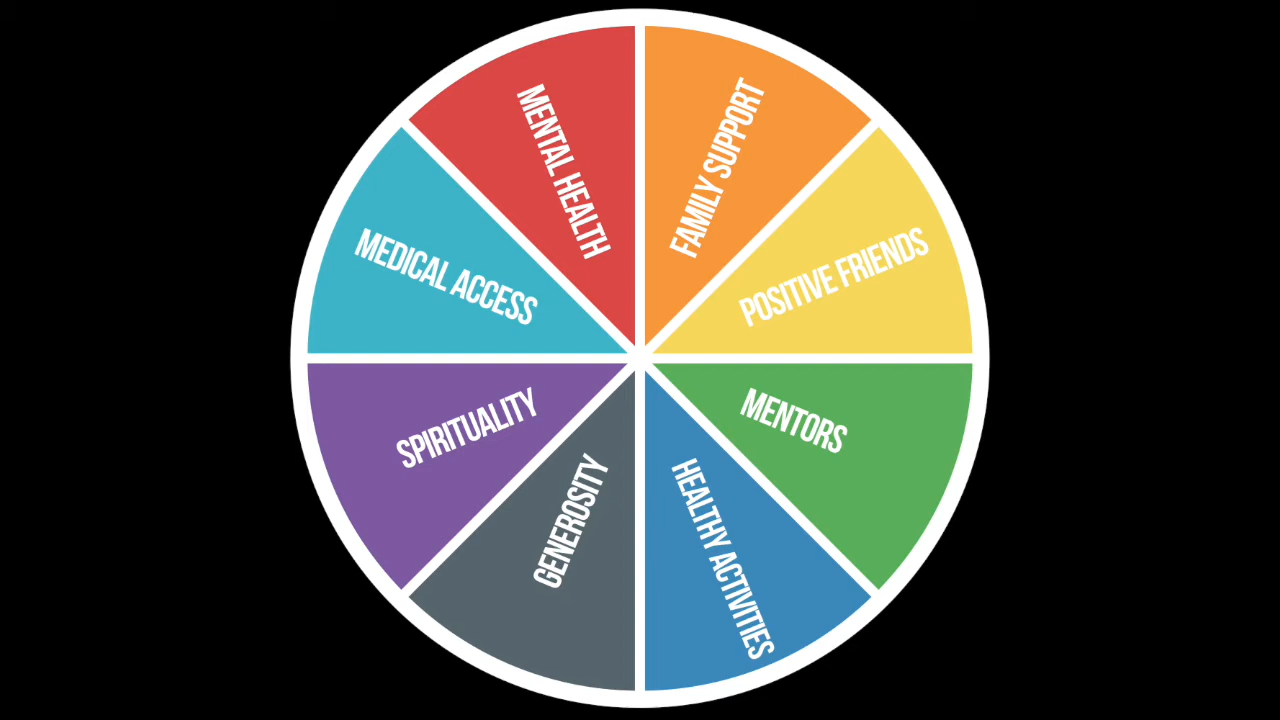 MENTAL HEALTH
FAMILY SUPPORT
POSITIVE FRIENDS
MENTORS
HEALTHY ACTIVITIES
GENEROSITY
SPIRITUALITY
MEDICAL ACCESS